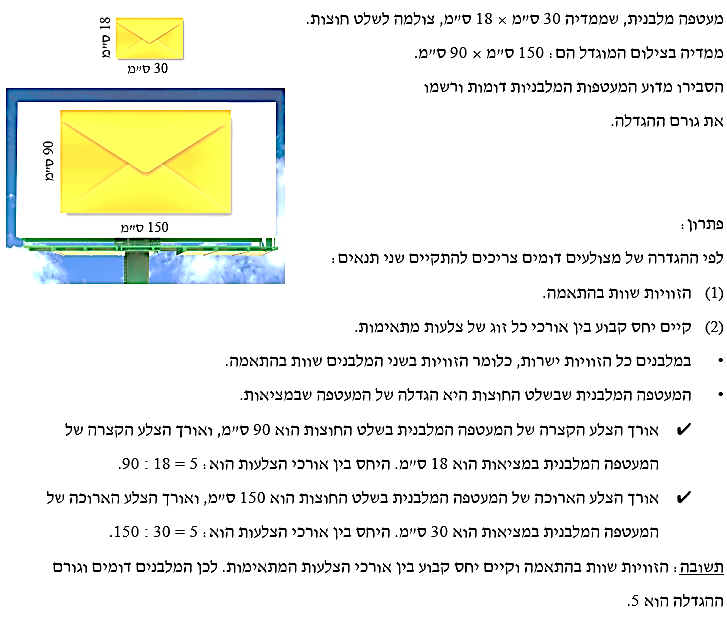 מעטפה מלבנית, שממדיה 30 ס״מ × 18 ס״מ, צולמה לשלט חוצות.
ממדיה בצילום המוגדל הם: 150 ס״מ × 90 ס״מ.
הסבירו מדוע המעטפות המלבניות דומות ורשמו
את גורם ההגדלה.
18 ס״מ
30 ס״מ
90 ס״מ
150 ס״מ
פתרון:
לפי ההגדרה של מצולעים דומים צריכים להתקיים שני תנאים:
(1) הזוויות שוות בהתאמה.
(2) קיים יחס קבוע בין אורכי כל זוג של צלעות מתאימות.
• במלבנים כל הזוויות ישרות, כלומר הזוויות בשני המלבנים שוות בהתאמה.
• המעטפה המלבנית שבשלט החוצות היא הגדלה של המעטפה שבמציאות.
✔ אורך הצלע הקצרה של המעטפה המלבנית בשלט החוצות הוא 90 ס״מ, ואורך הצלע הקצרה של
המעטפה המלבנית במציאות הוא 18 ס״מ. היחס בין אורכי הצלעות הוא: 5 = 18 : 90.
✔ אורך הצלע הארוכה של המעטפה המלבנית בשלט החוצות הוא 150 ס״מ, ואורך הצלע הארוכה של
המעטפה המלבנית במציאות הוא 30 ס״מ. היחס בין אורכי הצלעות הוא: 5 = 30 : 150.
תשובה: הזוויות שוות בהתאמה וקיים יחס קבוע בין אורכי הצלעות המתאימות. לכן המלבנים דומים וגורם
ההגדלה הוא 5.